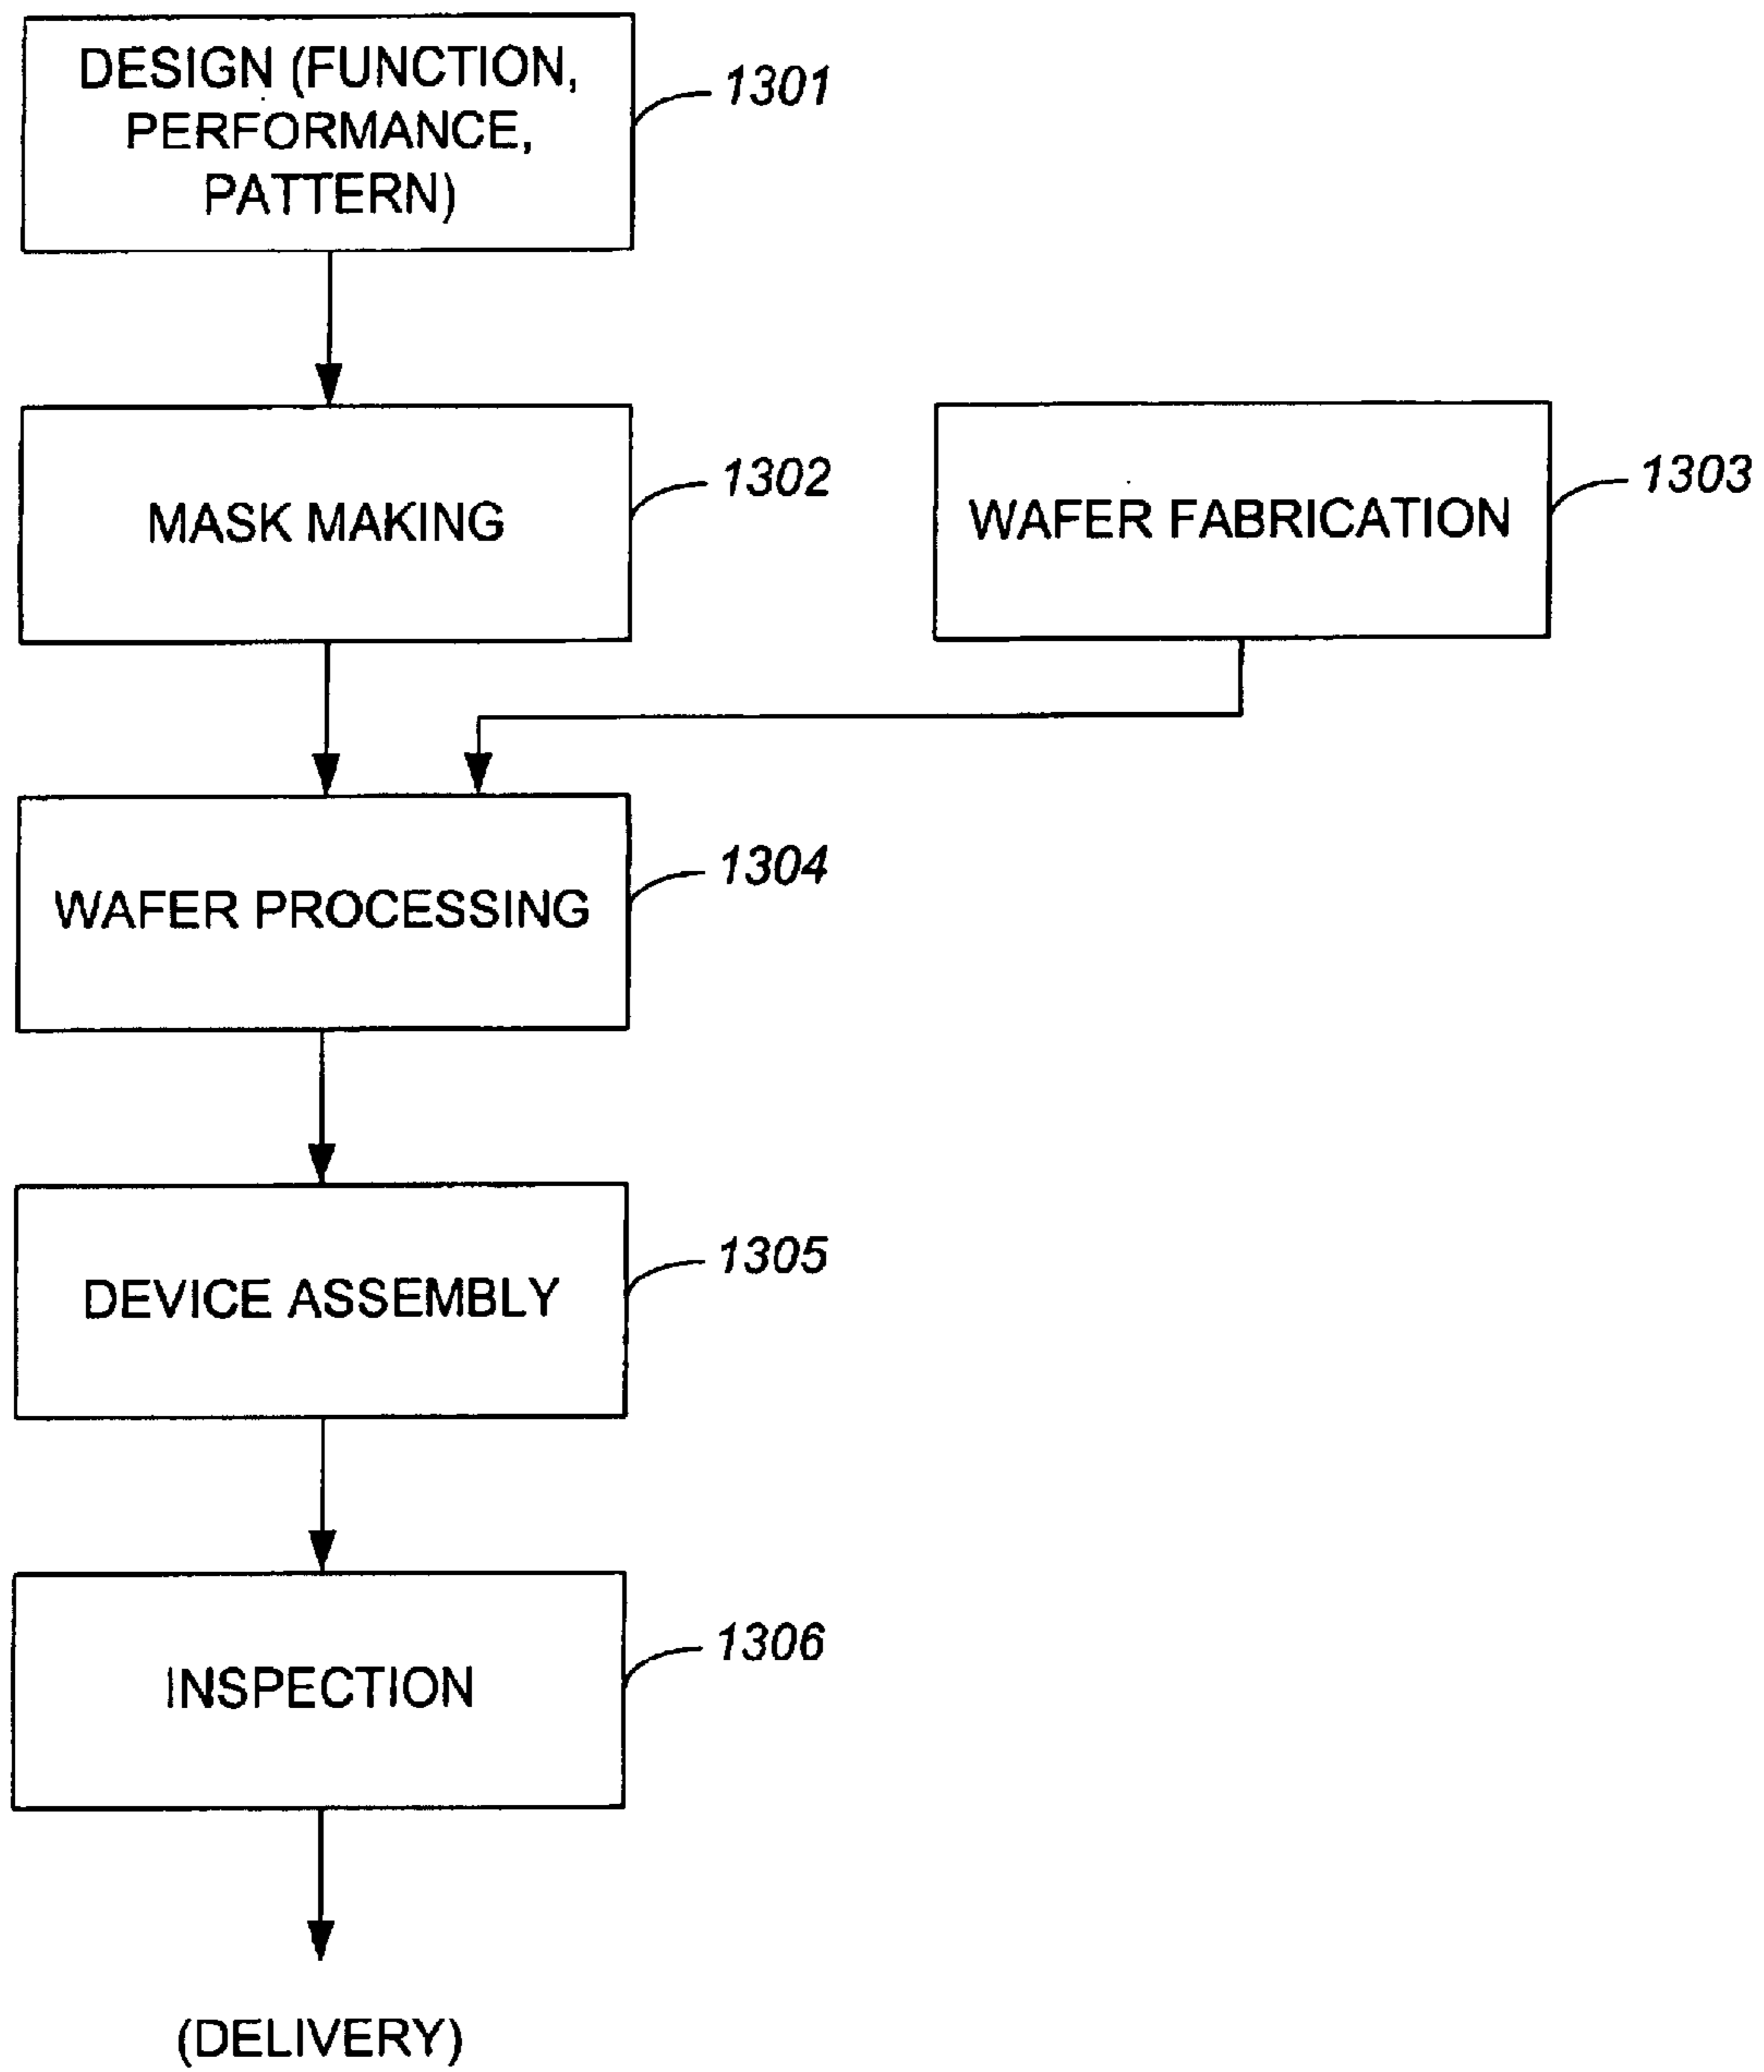 DESIGN (FUNCTION,
PERFORMANCE,
PATTERN)
1301
MASK MAKING
1302
WAFER FABRICATION
1303
WAFER PROCESSING
1304
DEVICE ASSEMBLY
1305
INSPECTION
1306
(DELIVERY)